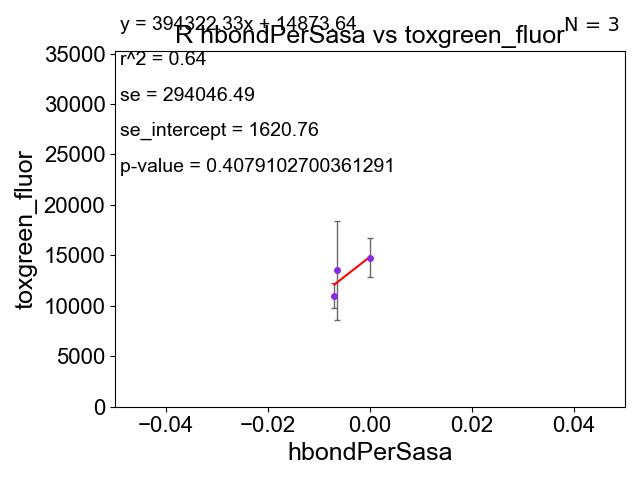 y = 394322.33x + 14873.64
N = 3
R hbondPerSasa vs toxgreen_fluor
r^2 = 0.64
se = 294046.49
se_intercept = 1620.76
p-value = 0.4079102700361291
35000
30000
25000
20000
15000
10000
5000
0
toxgreen_fluor
−0.04 −0.02 0.00 0.02 0.04
hbondPerSasa